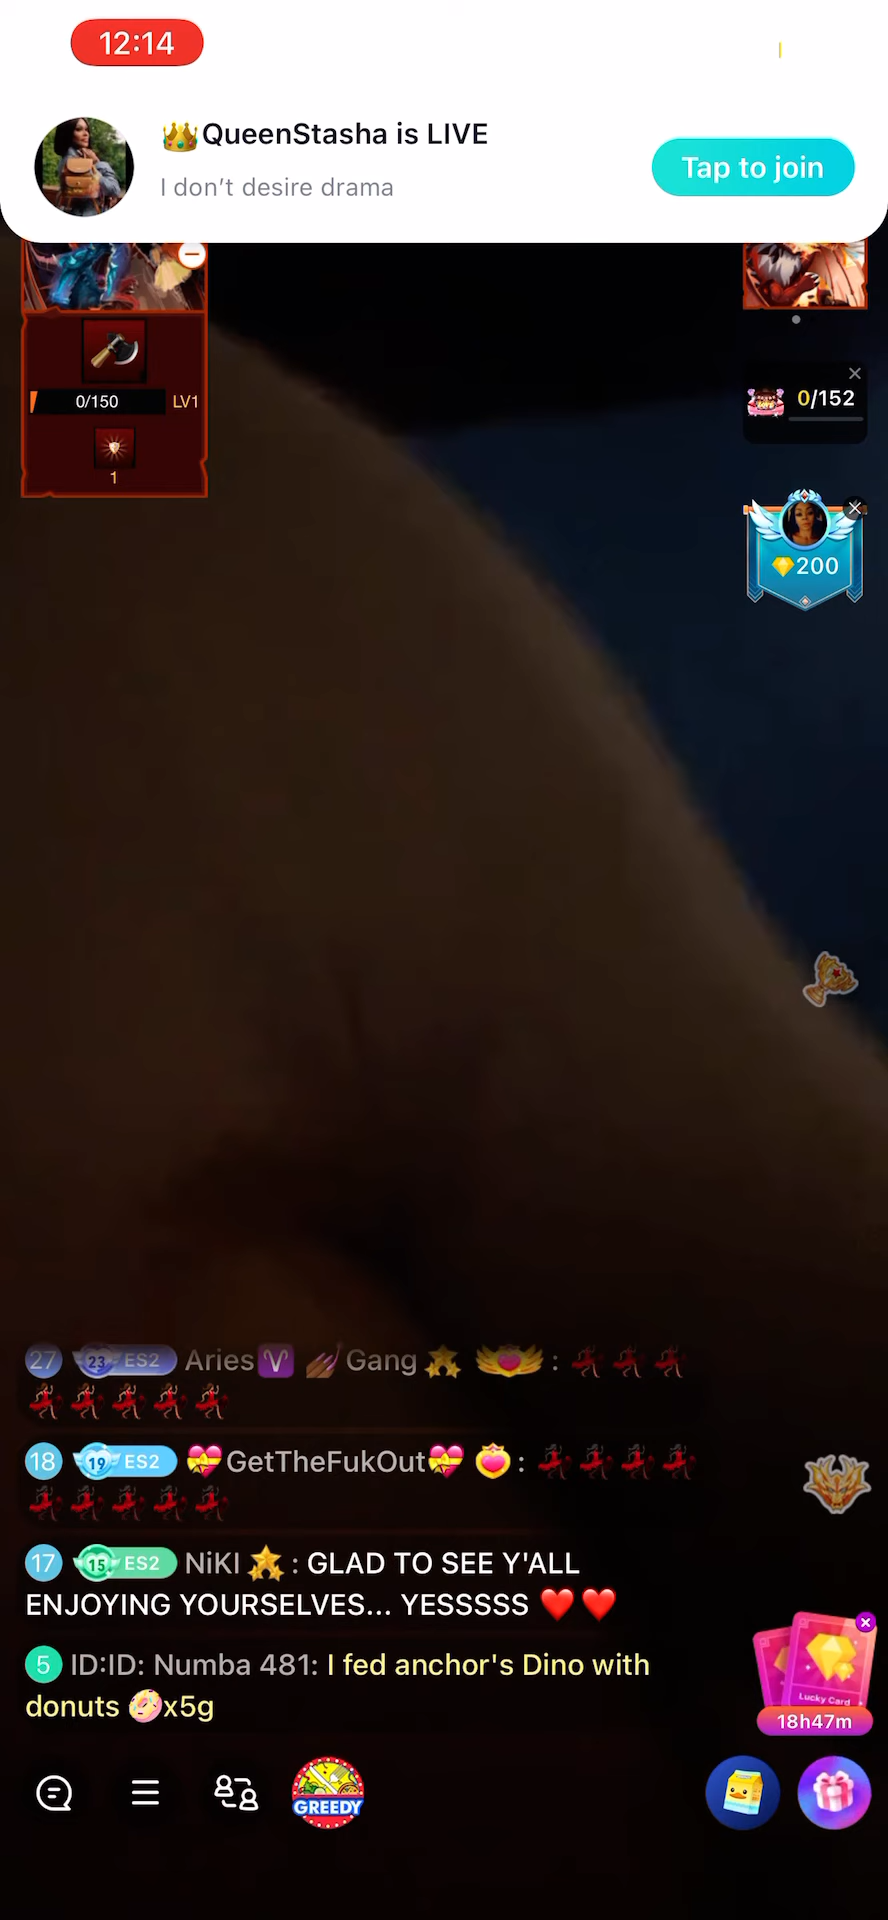 12:14
👑QueenStasha is LIVE
I don't desire drama
Tap to join
0/150 LV1
1
0/152
200
27 23 ES2 Aries♈ 💅Gang :
18 19 ES2 💝GetTheFukOut💝 :
17 15 ES2 NiKI : GLAD TO SEE Y'ALL
ENJOYING YOURSELVES... YESSSSS ❤️❤️
5 ID:ID: Numba 481: I fed anchor's Dino with
donuts 🍩x5g
Lucky Card
18h47m
GREEDY